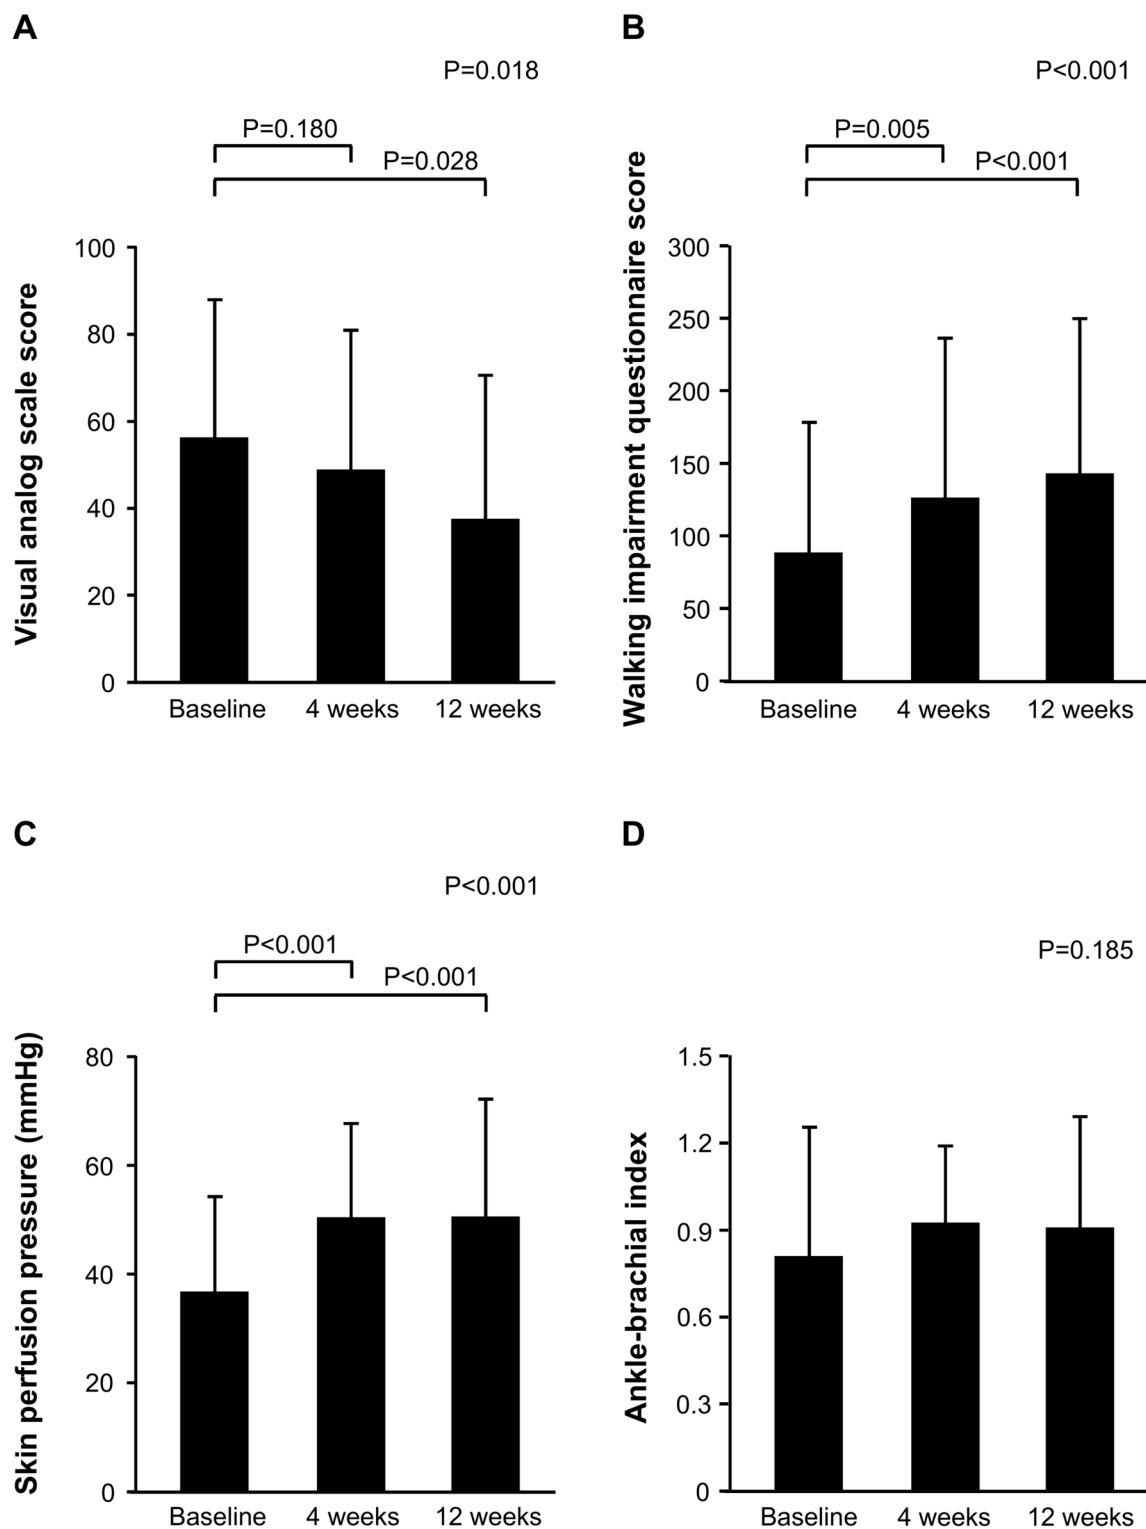 A
P=0.018
P=0.180
P=0.028
Visual analog scale score
100
80
60
40
20
0
Baseline 4 weeks 12 weeks
B
P<0.001
P=0.005
P<0.001
Walking impairment questionnaire score
300
250
200
150
100
50
0
Baseline 4 weeks 12 weeks
C
P<0.001
P<0.001
P<0.001
Skin perfusion pressure (mmHg)
80
60
40
20
0
Baseline 4 weeks 12 weeks
D
P=0.185
Ankle-brachial index
1.5
1.2
0.9
0.6
0.3
0
Baseline 4 weeks 12 weeks